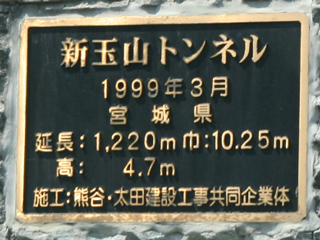 新玉山トンネル
1999年3月
宮城県
延長：1,220m 巾：10.25m
高： 4.7m
施工：熊谷・太田建設工事共同企業体